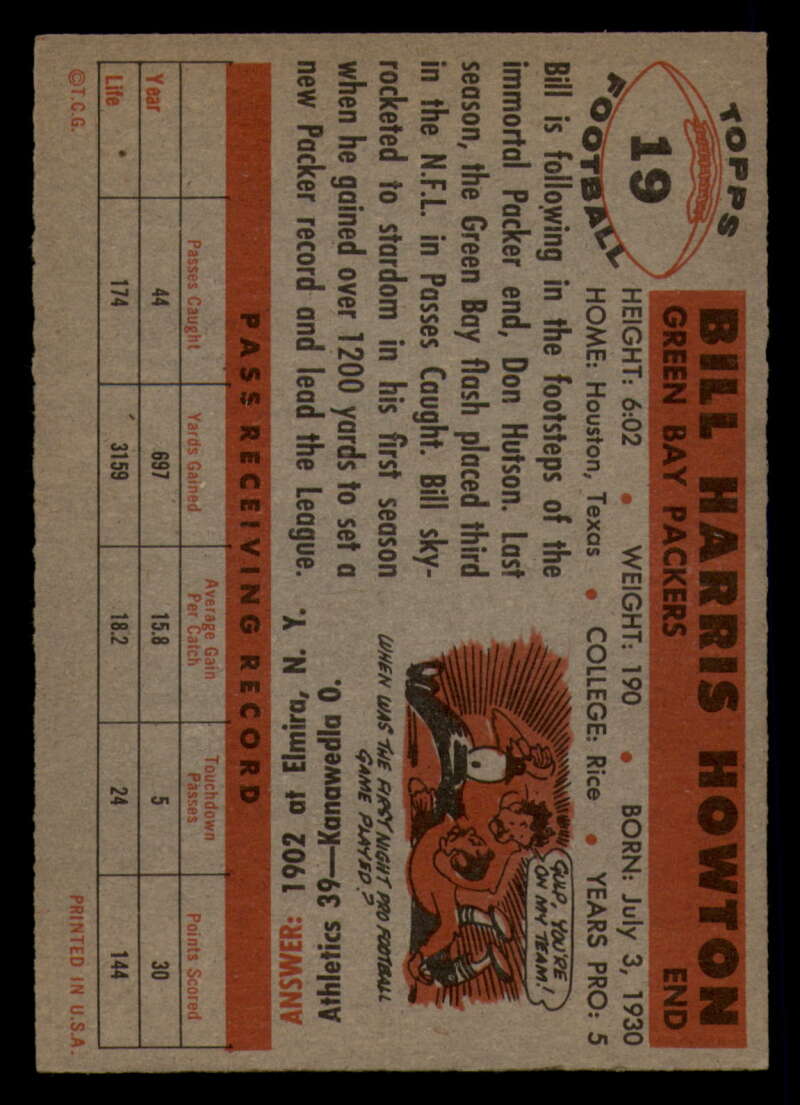 TOPPS
19
FOOTBALL
BILL HARRIS HOWTON
GREEN BAY PACKERS END
HEIGHT: 6:02 • WEIGHT: 190 • BORN: July 3, 1930
HOME: Houston, Texas • COLLEGE: Rice • YEARS PRO: 5
Bill is following in the footsteps of the
immortal Packer end, Don Hutson. Last
season, the Green Bay flash placed third
in the N.F.L. in Passes Caught. Bill sky-
rocketed to stardom in his first season
when he gained over 1200 yards to set a
new Packer record and lead the League.
GULP, YOU'RE
ON MY TEAM!
WHEN WAS THE FIRST NIGHT PRO FOOTBALL
GAME PLAYED?
ANSWER: 1902 at Elmira, N. Y.
Athletics 39—Kanawedla 0.
PASS RECEIVING RECORD
Passes Caught Yards Gained Average Gain Per Catch Touchdown Passes Points Scored
Year 44 697 15.8 5 30
Life 174 3159 18.2 24 144
©T.C.G. PRINTED IN U.S.A.